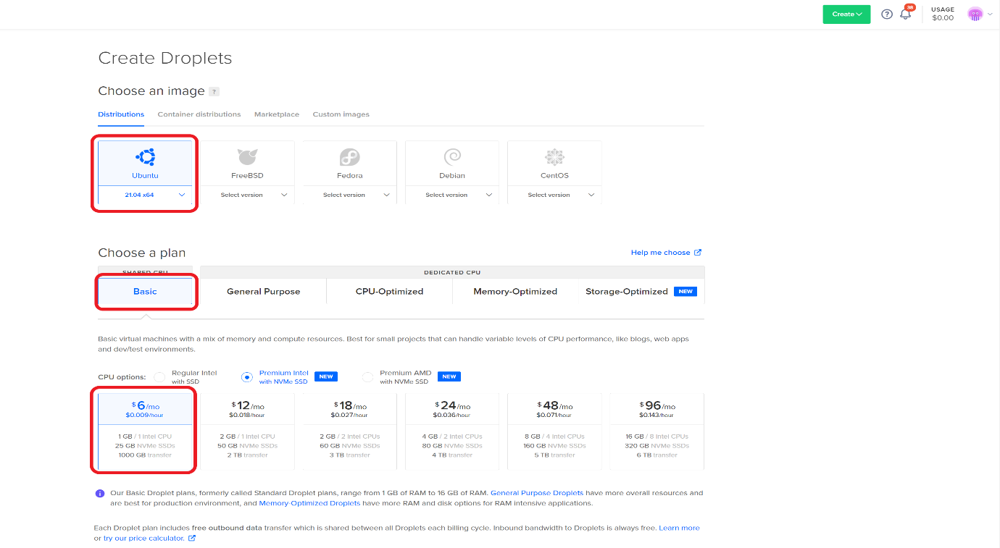 Create
?
38
USAGE
$0.00
Create Droplets
Choose an image ?
Distributions Container distributions Marketplace Custom images
Ubuntu FreeBSD Fedora Debian CentOS
21.04 x64 Select version Select version Select version Select version
Choose a plan Help me choose
SHARED CPU DEDICATED CPU
Basic General Purpose CPU-Optimized Memory-Optimized Storage-Optimized NEW
Basic virtual machines with a mix of memory and compute resources. Best for small projects that can handle variable levels of CPU performance, like blogs, web apps
and dev/test environments.
CPU options: Regular Intel with SSD Premium Intel with NVMe SSD NEW Premium AMD with NVMe SSD NEW
$6/mo $12/mo $18/mo $24/mo $48/mo $96/mo
$0.009/hour $0.018/hour $0.027/hour $0.036/hour $0.071/hour $0.143/hour
1 GB / 1 Intel CPU 2 GB / 1 Intel CPU 2 GB / 2 Intel CPUs 4 GB / 2 Intel CPUs 8 GB / 4 Intel CPUs 16 GB / 8 Intel CPUs
25 GB NVMe SSDs 50 GB NVMe SSDs 60 GB NVMe SSDs 80 GB NVMe SSDs 160 GB NVMe SSDs 320 GB NVMe SSDs
1000 GB transfer 2 TB transfer 3 TB transfer 4 TB transfer 5 TB transfer 6 TB transfer
Our Basic Droplet plans, formerly called Standard Droplet plans, range from 1 GB of RAM to 16 GB of RAM. General Purpose Droplets have more overall resources and
are best for production environment, and Memory-Optimized Droplets have more RAM and disk options for RAM intensive applications.
Each Droplet plan includes free outbound data transfer which is shared between all Droplets each billing cycle. Inbound bandwidth to Droplets is always free. Learn more
or try our price calculator.